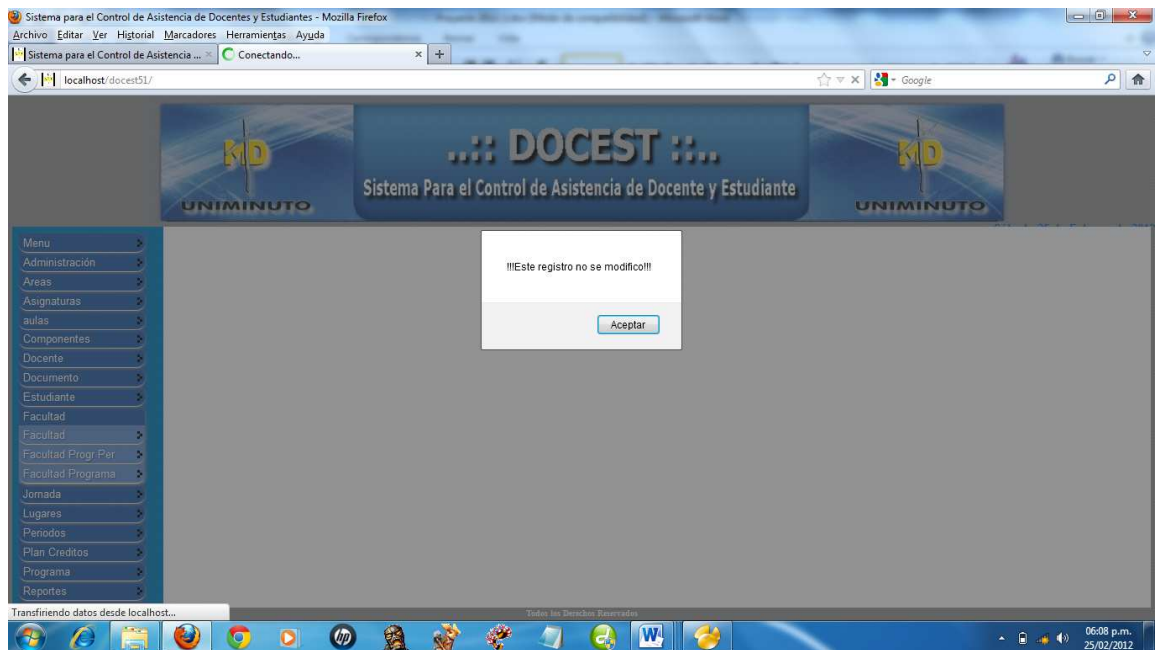 Sistema para el Control de Asistencia de Docentes y Estudiantes - Mozilla Firefox
Archivo Editar Ver Historial Marcadores Herramientas Ayuda
Sistema para el Control de Asistencia ... Conectando...
localhost/docest51/
Google
MD
UNIMINUTO
..:: DOCEST ::..
Sistema Para el Control de Asistencia de Docente y Estudiante
MD
UNIMINUTO
Menu
Administración
Areas
Asignaturas
aulas
Componentes
Docente
Documento
Estudiante
Facultad
Facultad
Facultad Progr Per
Facultad Programa
Jornada
Lugares
Periodos
Plan Creditos
Programa
Reportes
!!!Este registro no se modifico!!!
Aceptar
Transfiriendo datos desde localhost...
Todos los Derechos Reservados
06:08 p.m.
25/02/2012